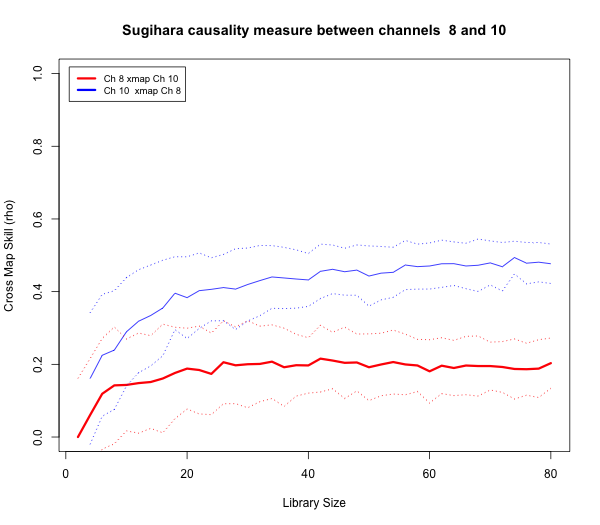 Sugihara causality measure between channels  8 and 10
Ch 8 xmap Ch 10
Ch 10  xmap Ch 8
Cross Map Skill (rho)
1.0
0.8
0.6
0.4
0.2
0.0
0 20 40 60 80
Library Size